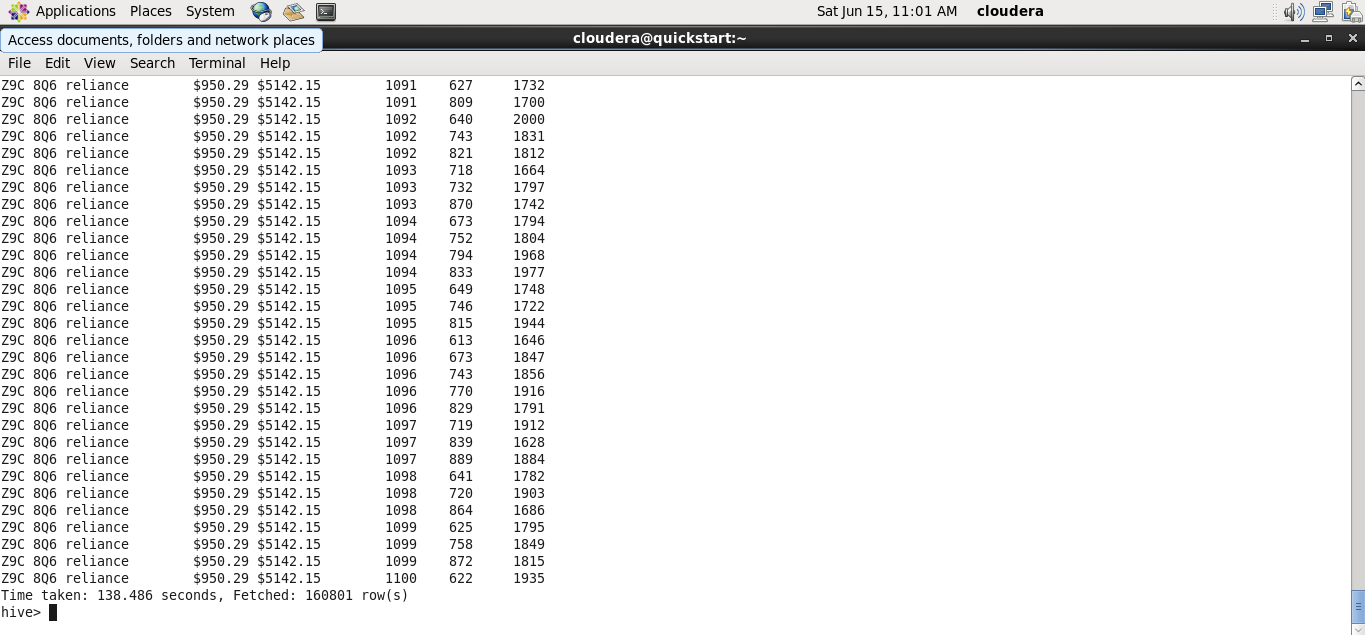 Applications Places System Sat Jun 15, 11:01 AM cloudera
Access documents, folders and network places
cloudera@quickstart:~
File Edit View Search Terminal Help
Z9C 8Q6 reliance $950.29 $5142.15 1091 627 1732
Z9C 8Q6 reliance $950.29 $5142.15 1091 809 1700
Z9C 8Q6 reliance $950.29 $5142.15 1092 640 2000
Z9C 8Q6 reliance $950.29 $5142.15 1092 743 1831
Z9C 8Q6 reliance $950.29 $5142.15 1092 821 1812
Z9C 8Q6 reliance $950.29 $5142.15 1093 718 1664
Z9C 8Q6 reliance $950.29 $5142.15 1093 732 1797
Z9C 8Q6 reliance $950.29 $5142.15 1093 870 1742
Z9C 8Q6 reliance $950.29 $5142.15 1094 673 1794
Z9C 8Q6 reliance $950.29 $5142.15 1094 752 1804
Z9C 8Q6 reliance $950.29 $5142.15 1094 794 1968
Z9C 8Q6 reliance $950.29 $5142.15 1094 833 1977
Z9C 8Q6 reliance $950.29 $5142.15 1095 649 1748
Z9C 8Q6 reliance $950.29 $5142.15 1095 746 1722
Z9C 8Q6 reliance $950.29 $5142.15 1095 815 1944
Z9C 8Q6 reliance $950.29 $5142.15 1096 613 1646
Z9C 8Q6 reliance $950.29 $5142.15 1096 673 1847
Z9C 8Q6 reliance $950.29 $5142.15 1096 743 1856
Z9C 8Q6 reliance $950.29 $5142.15 1096 770 1916
Z9C 8Q6 reliance $950.29 $5142.15 1096 829 1791
Z9C 8Q6 reliance $950.29 $5142.15 1097 719 1912
Z9C 8Q6 reliance $950.29 $5142.15 1097 839 1628
Z9C 8Q6 reliance $950.29 $5142.15 1097 889 1884
Z9C 8Q6 reliance $950.29 $5142.15 1098 641 1782
Z9C 8Q6 reliance $950.29 $5142.15 1098 720 1903
Z9C 8Q6 reliance $950.29 $5142.15 1098 864 1686
Z9C 8Q6 reliance $950.29 $5142.15 1099 625 1795
Z9C 8Q6 reliance $950.29 $5142.15 1099 758 1849
Z9C 8Q6 reliance $950.29 $5142.15 1099 872 1815
Z9C 8Q6 reliance $950.29 $5142.15 1100 622 1935
Time taken: 138.486 seconds, Fetched: 160801 row(s)
hive>